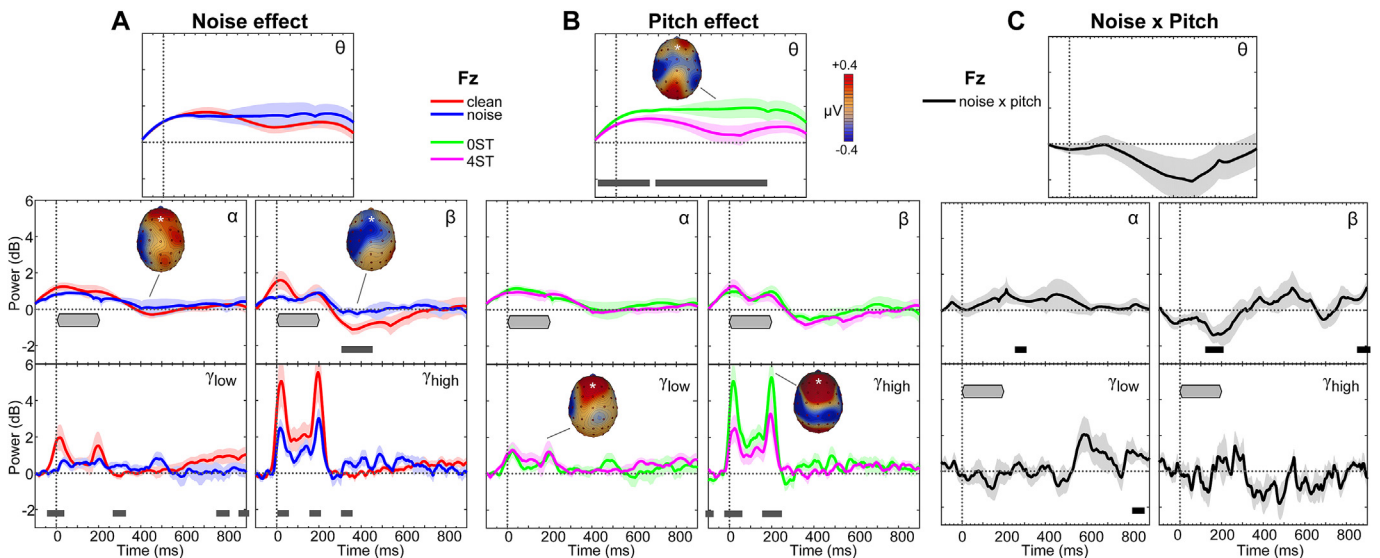 A Noise effect
B Pitch effect
C Noise x Pitch
θ
θ
θ
Fz
clean
noise
0ST
4ST
+0.4
μV
-0.4
Fz
noise x pitch
*
6
4
2
0
-2
Power (dB)
α
*
β
*
α
β
α
β
6
4
2
0
-2
Power (dB)
γlow
γhigh
γlow
*
γhigh
*
γlow
γhigh
0 200 400 600 800
0 200 400 600 800
0 200 400 600 800
0 200 400 600 800
0 200 400 600 800
0 200 400 600 800
Time (ms)
Time (ms)
Time (ms)
Time (ms)
Time (ms)
Time (ms)